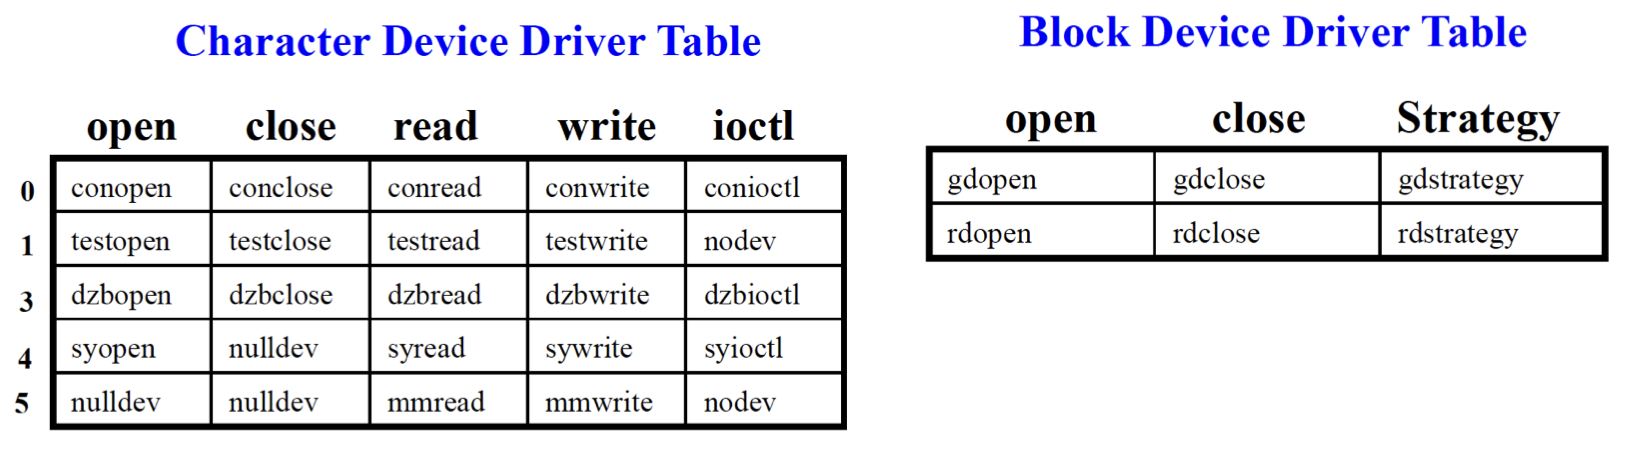 Character Device Driver Table
open close read write ioctl
0 conopen conclose conread conwrite conioctl
1 testopen testclose testread testwrite nodev
3 dzbopen dzbclose dzbread dzbwrite dzbioctl
4 syopen nulldev syread sywrite syioctl
5 nulldev nulldev mmread mmwrite nodev
Block Device Driver Table
open close Strategy
gdopen gdclose gdstrategy
rdopen rdclose rdstrategy